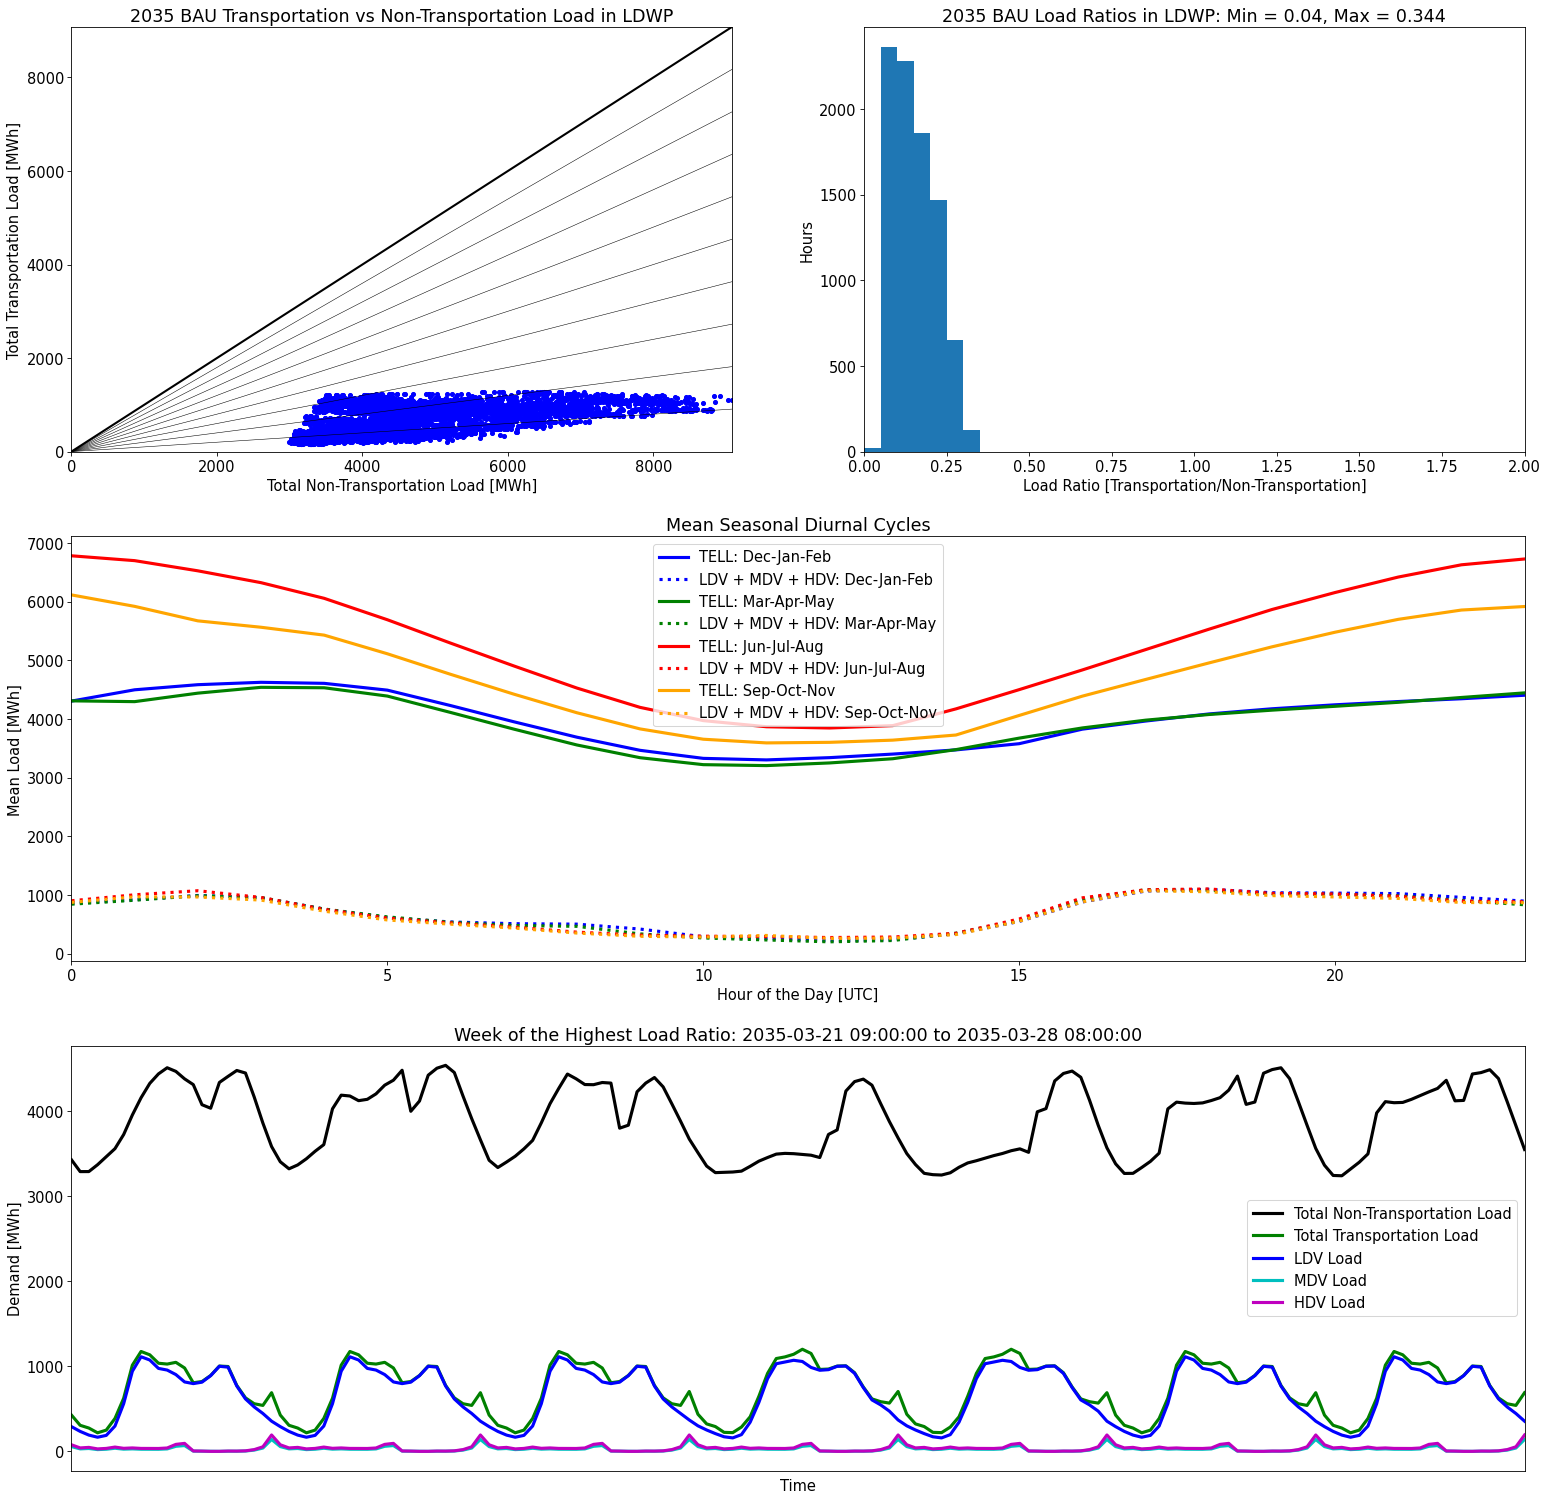 2035 BAU Transportation vs Non-Transportation Load in LDWP
Total Transportation Load [MWh]
8000
6000
4000
2000
0
0 2000 4000 6000 8000
Total Non-Transportation Load [MWh]
2035 BAU Load Ratios in LDWP: Min = 0.04, Max = 0.344
Hours
2000
1500
1000
500
0
0.00 0.25 0.50 0.75 1.00 1.25 1.50 1.75 2.00
Load Ratio [Transportation/Non-Transportation]
Mean Seasonal Diurnal Cycles
Mean Load [MWh]
7000
6000
5000
4000
3000
2000
1000
0
TELL: Dec-Jan-Feb
LDV + MDV + HDV: Dec-Jan-Feb
TELL: Mar-Apr-May
LDV + MDV + HDV: Mar-Apr-May
TELL: Jun-Jul-Aug
LDV + MDV + HDV: Jun-Jul-Aug
TELL: Sep-Oct-Nov
LDV + MDV + HDV: Sep-Oct-Nov
0 5 10 15 20
Hour of the Day [UTC]
Week of the Highest Load Ratio: 2035-03-21 09:00:00 to 2035-03-28 08:00:00
Demand [MWh]
4000
3000
2000
1000
0
Total Non-Transportation Load
Total Transportation Load
LDV Load
MDV Load
HDV Load
Time